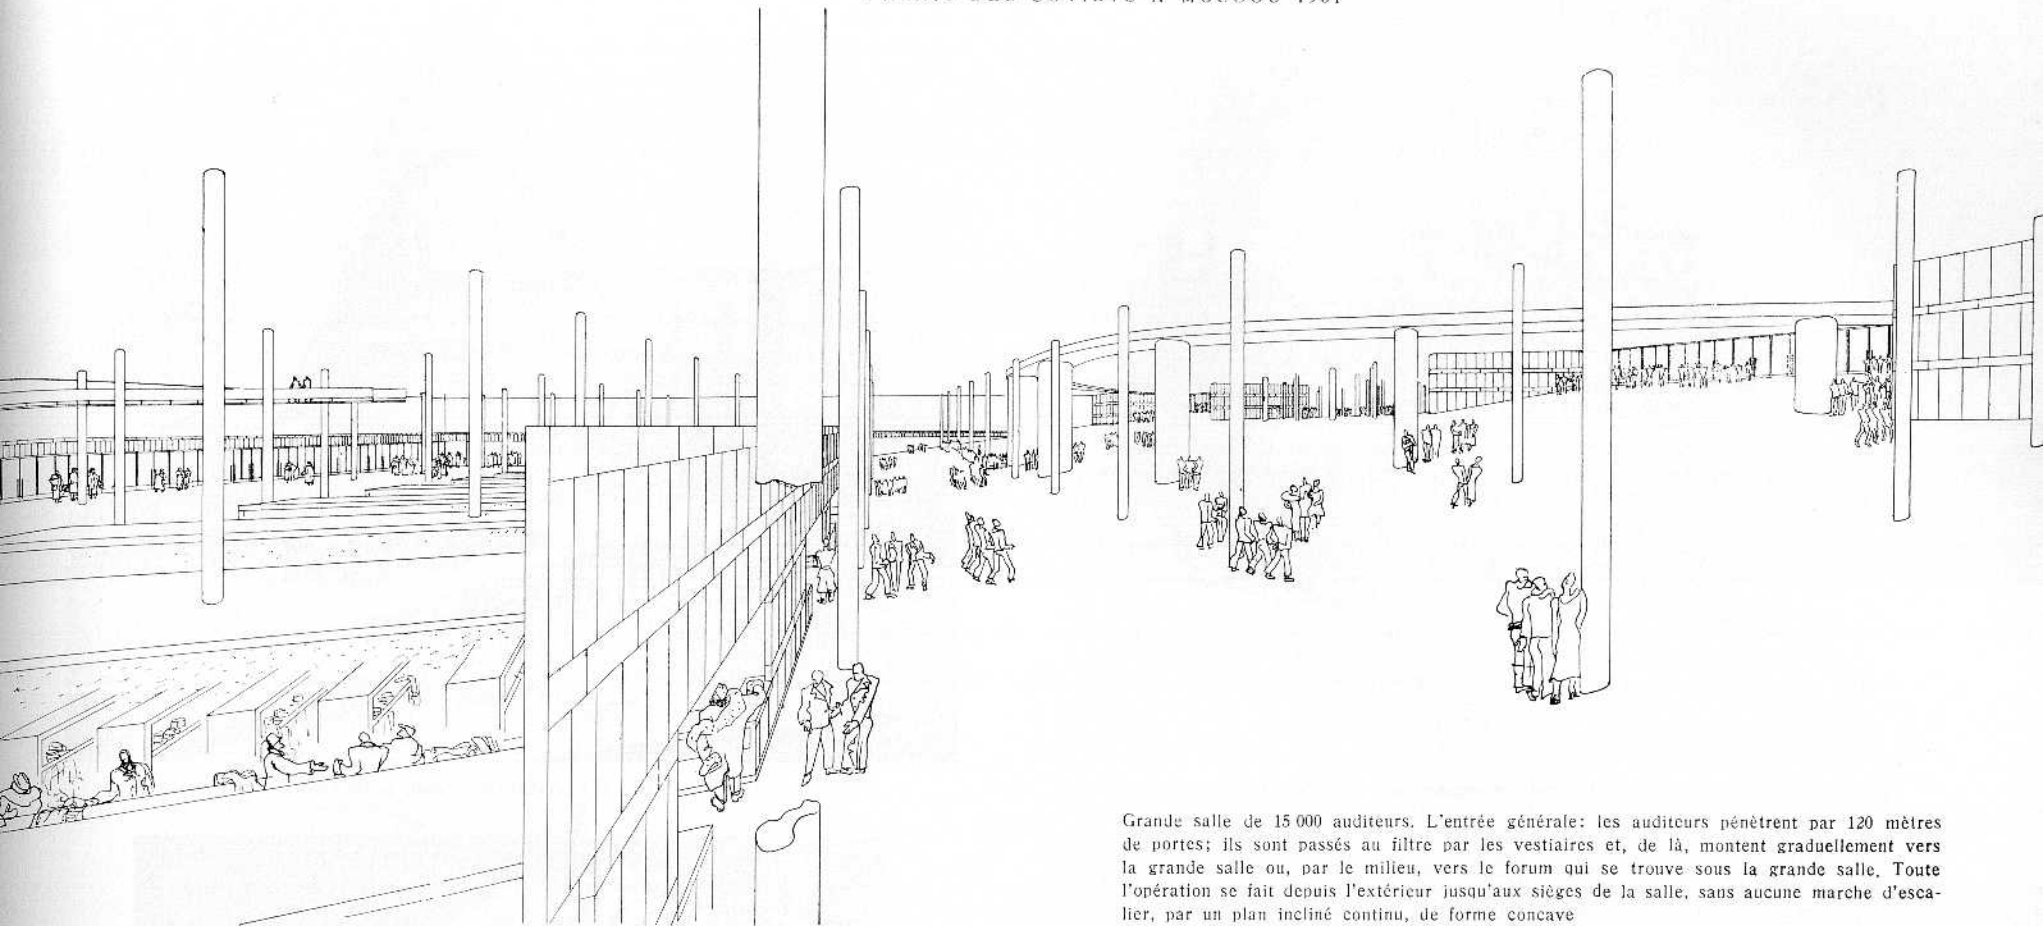 Grande salle de 15 000 auditeurs. L'entrée générale: les auditeurs pénètrent par 120 mètres
de portes; ils sont passés au filtre par les vestiaires et, de là, montent graduellement vers
la grande salle ou, par le milieu, vers le forum qui se trouve sous la grande salle. Toute
l'opération se fait depuis l'extérieur jusqu'aux sièges de la salle, sans aucune marche d'esca-
lier, par un plan incliné continu, de forme concave